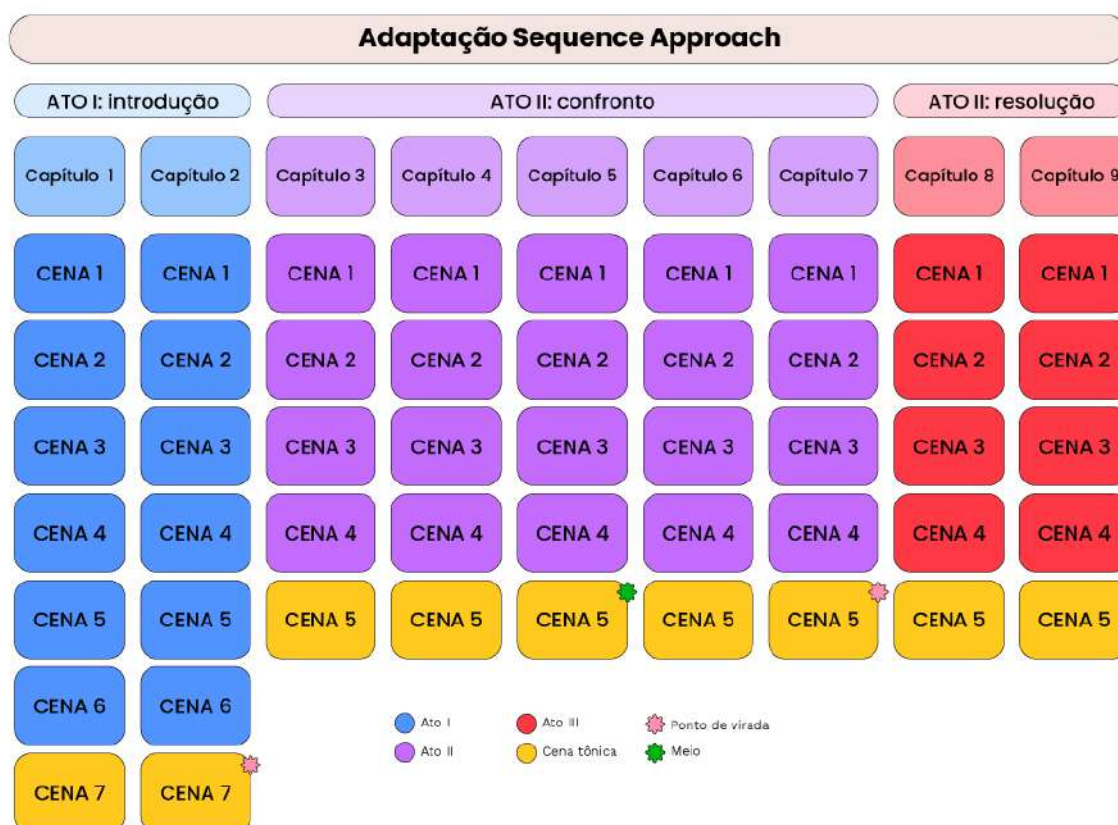 Adaptação Sequence Approach
ATO I: introdução ATO II: confronto ATO II: resolução
Capítulo 1 Capítulo 2 Capítulo 3 Capítulo 4 Capítulo 5 Capítulo 6 Capítulo 7 Capítulo 8 Capítulo 9
CENA 1 CENA 1 CENA 1 CENA 1 CENA 1 CENA 1 CENA 1 CENA 1 CENA 1
CENA 2 CENA 2 CENA 2 CENA 2 CENA 2 CENA 2 CENA 2 CENA 2 CENA 2
CENA 3 CENA 3 CENA 3 CENA 3 CENA 3 CENA 3 CENA 3 CENA 3 CENA 3
CENA 4 CENA 4 CENA 4 CENA 4 CENA 4 CENA 4 CENA 4 CENA 4 CENA 4
CENA 5 CENA 5 CENA 5 CENA 5 CENA 5 CENA 5 CENA 5 CENA 5 CENA 5
CENA 6 CENA 6
CENA 7 CENA 7
Ato I Ato III Ponto de virada
Ato II Cena tônica Meio